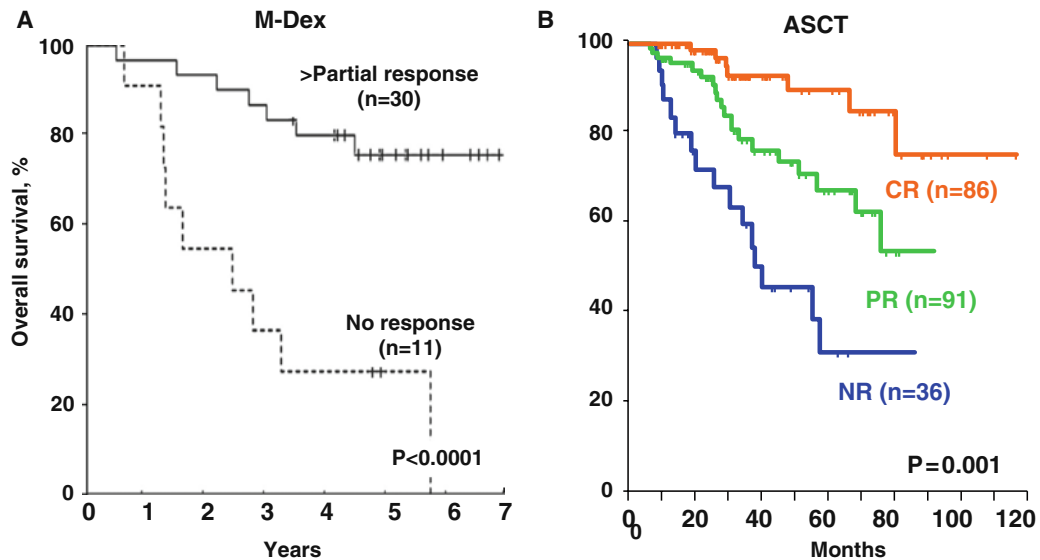 A
M-Dex
Overall survival, %
100
80
60
40
20
0
>Partial response
(n=30)
No response
(n=11)
P<0.0001
0 1 2 3 4 5 6 7
Years
B
ASCT
100
80
60
40
20
0
CR (n=86)
PR (n=91)
NR (n=36)
P=0.001
0 20 40 60 80 100 120
0
Months